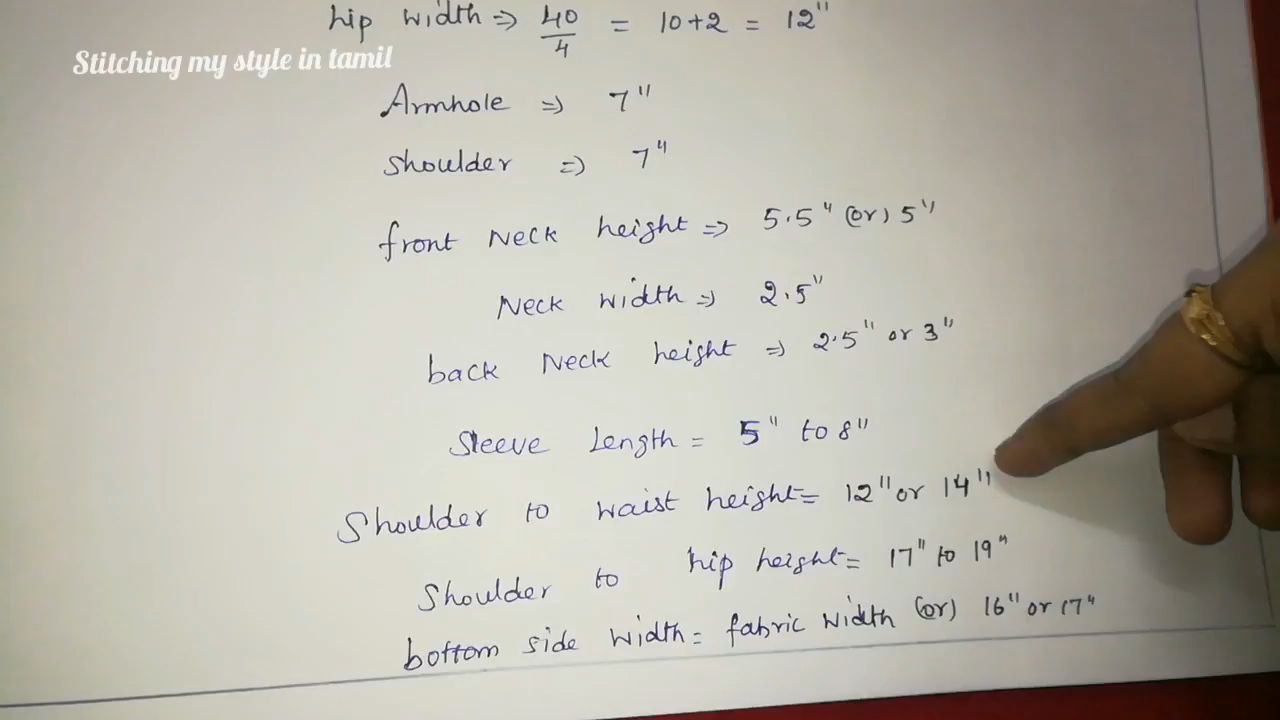 hip width ⇒ 40/4 = 10+2 = 12"
Stitching my style in tamil
Armhole ⇒ 7"
Shoulder ⇒ 7"
front Neck height ⇒ 5.5" (or) 5"
Neck width ⇒ 2.5"
back Neck height ⇒ 2.5" or 3"
Sleeve Length = 5" to 8"
Shoulder to waist height = 12" or 14"
Shoulder to hip height = 17" to 19"
bottom side width = fabric width (or) 16" or 17"